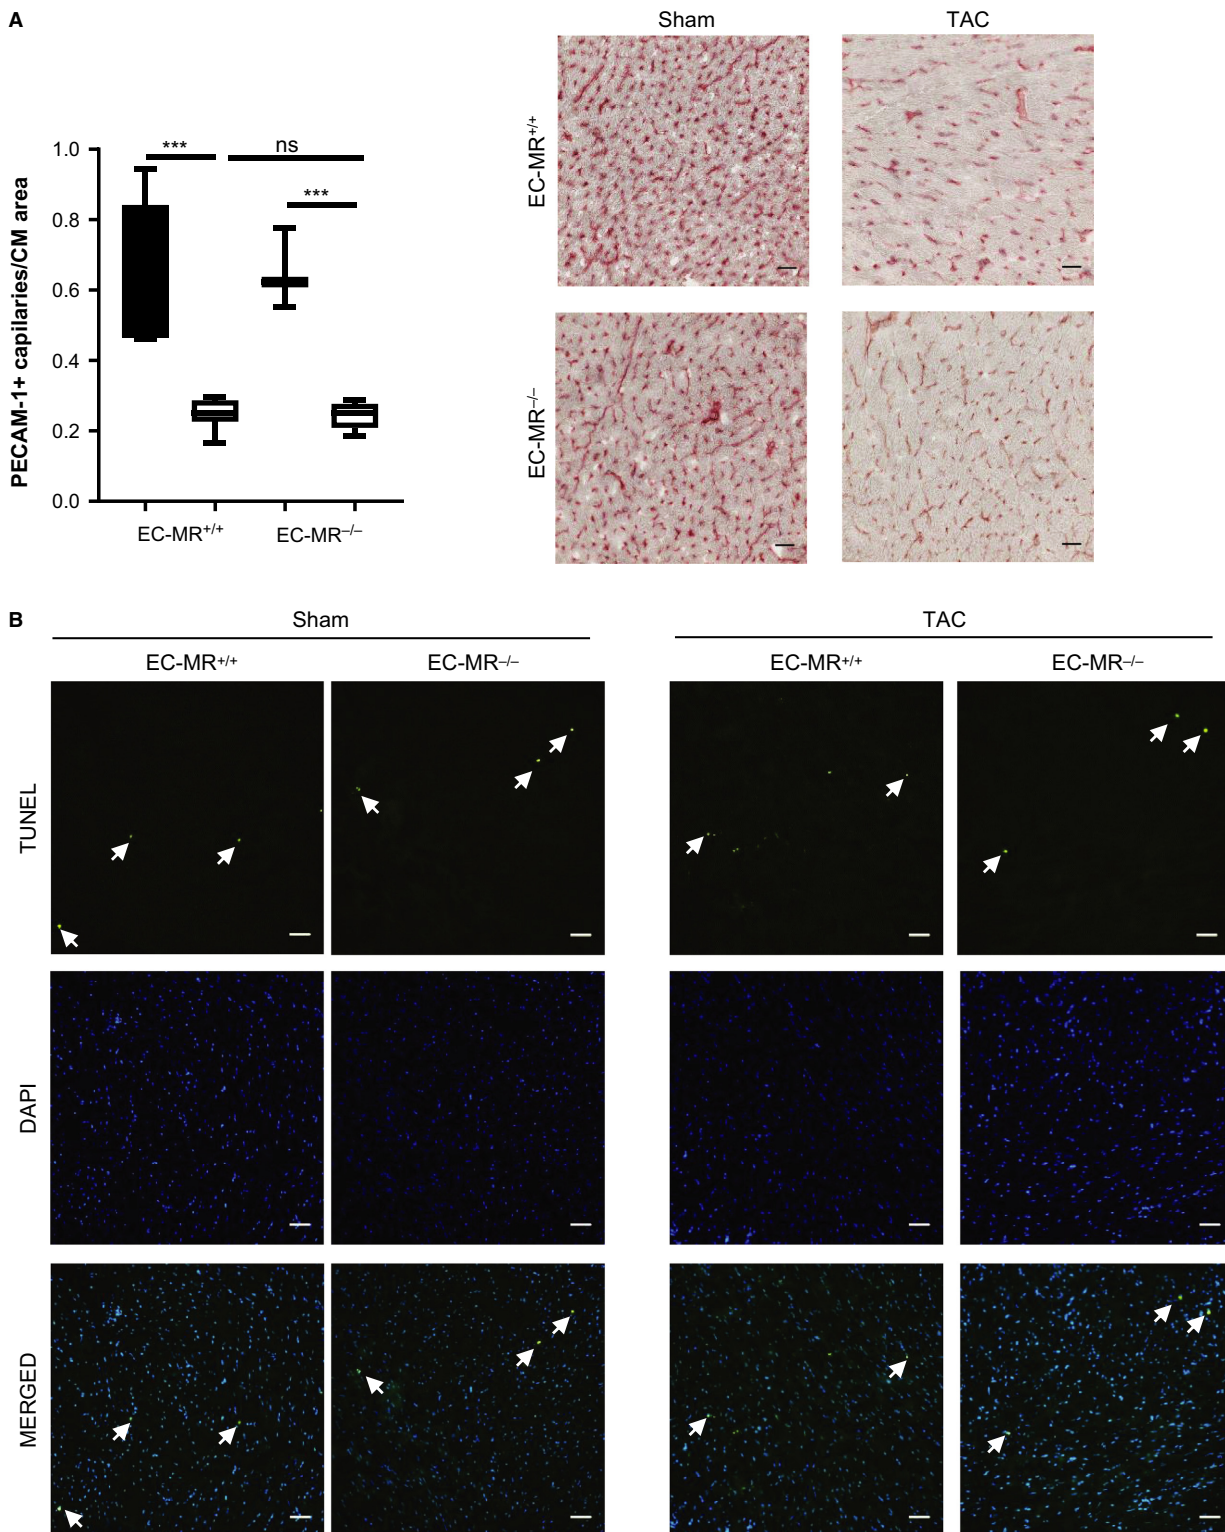 A
Sham
TAC
EC-MR+/+
EC-MR–/–
PECAM-1+ capilaries/CM area
1.0
0.8
0.6
0.4
0.2
0.0
***
ns
***
EC-MR+/+
EC-MR–/–
B
Sham
TAC
EC-MR+/+
EC-MR–/–
EC-MR+/+
EC-MR–/–
TUNEL
DAPI
MERGED